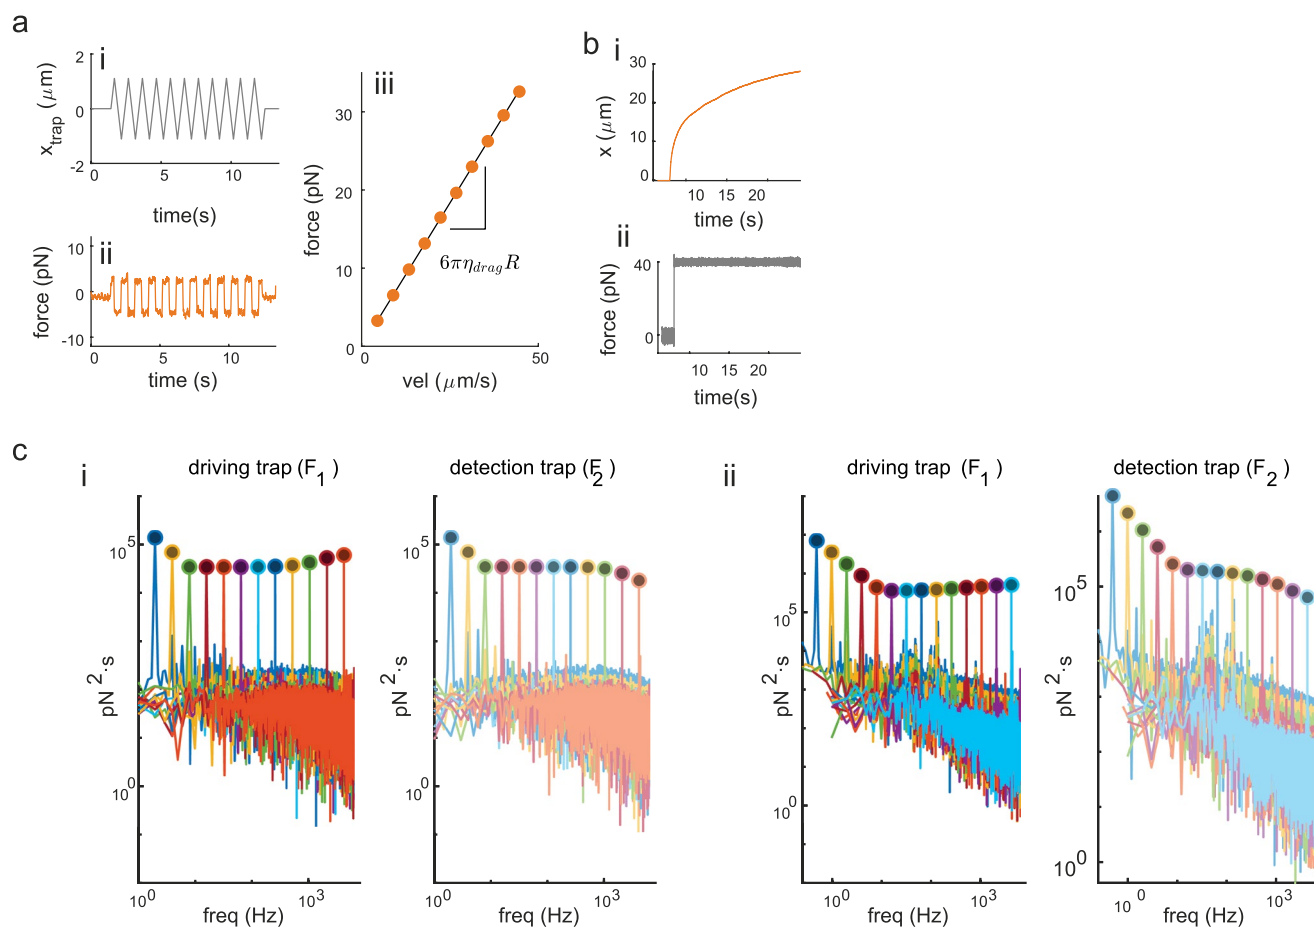 a
i
2
0
-2
x_trap (μm)
0 5 10
time(s)
ii
10
0
-10
force (pN)
0 5 10
time (s)
iii
30
20
10
0
force (pN)
6πη_drag R
0 50
vel (μm/s)
b
i
30
20
10
0
x (μm)
10 15 20
time (s)
ii
40
0
force (pN)
10 15 20
time(s)
c
i
driving trap (F_1)
10^5
10^0
pN^2·s
10^0 10^3
freq (Hz)
detection trap (F_2)
10^5
10^0
pN^2·s
10^0 10^3
freq (Hz)
ii
driving trap (F_1)
10^5
10^0
pN^2·s
10^0 10^3
freq (Hz)
detection trap (F_2)
10^5
10^0
pN^2·s
10^0 10^3
freq (Hz)